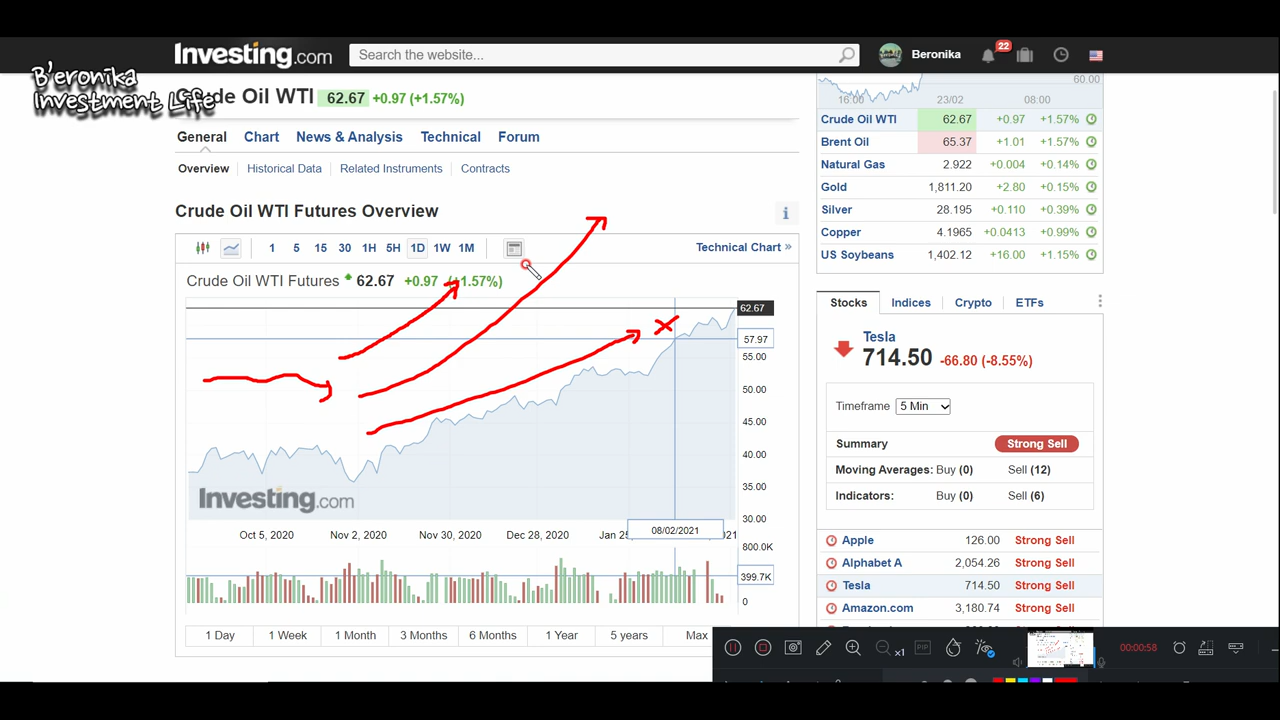 Investing.com
Search the website...
Beronika
22
B'eronika
Investment Life
Crude Oil WTI 62.67 +0.97 (+1.57%)
General Chart News & Analysis Technical Forum
Overview Historical Data Related Instruments Contracts
Crude Oil WTI Futures Overview
i
1 5 15 30 1H 5H 1D 1W 1M
Technical Chart »
Crude Oil WTI Futures 62.67 +0.97 (+1.57%)
62.67
57.97
55.00
50.00
45.00
40.00
35.00
30.00
Investing.com
Oct 5, 2020 Nov 2, 2020 Nov 30, 2020 Dec 28, 2020 Jan 25 08/02/2021
800.0K
399.7K
0
1 Day 1 Week 1 Month 3 Months 6 Months 1 Year 5 years Max
60.00
16:00 23/02 08:00
Crude Oil WTI 62.67 +0.97 +1.57%
Brent Oil 65.37 +1.01 +1.57%
Natural Gas 2.922 +0.004 +0.14%
Gold 1,811.20 +2.80 +0.15%
Silver 28.195 +0.110 +0.39%
Copper 4.1965 +0.0413 +0.99%
US Soybeans 1,402.12 +16.00 +1.15%
Stocks Indices Crypto ETFs
Tesla
714.50 -66.80 (-8.55%)
Timeframe 5 Min
Summary Strong Sell
Moving Averages: Buy (0) Sell (12)
Indicators: Buy (0) Sell (6)
Apple 126.00 Strong Sell
Alphabet A 2,054.26 Strong Sell
Tesla 714.50 Strong Sell
Amazon.com 3,180.74 Strong Sell
x1 PIP 00:00:58